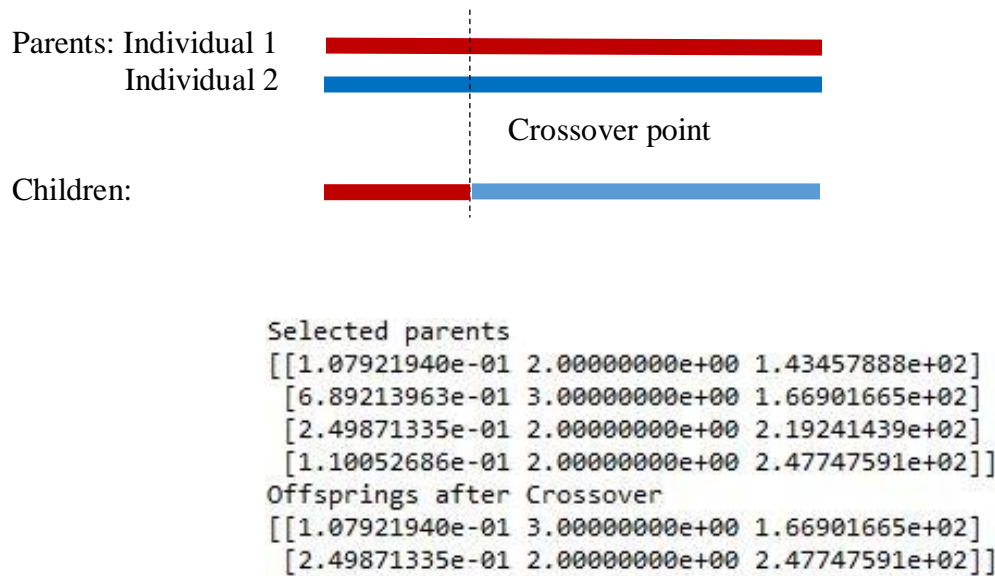 Parents: Individual 1
Individual 2
Crossover point
Children:
Selected parents
[[1.07921940e-01 2.00000000e+00 1.43457888e+02]
[6.89213963e-01 3.00000000e+00 1.66901665e+02]
[2.49871335e-01 2.00000000e+00 2.19241439e+02]
[1.10052686e-01 2.00000000e+00 2.47747591e+02]]
Offsprings after Crossover
[[1.07921940e-01 3.00000000e+00 1.66901665e+02]
[2.49871335e-01 2.00000000e+00 2.47747591e+02]]